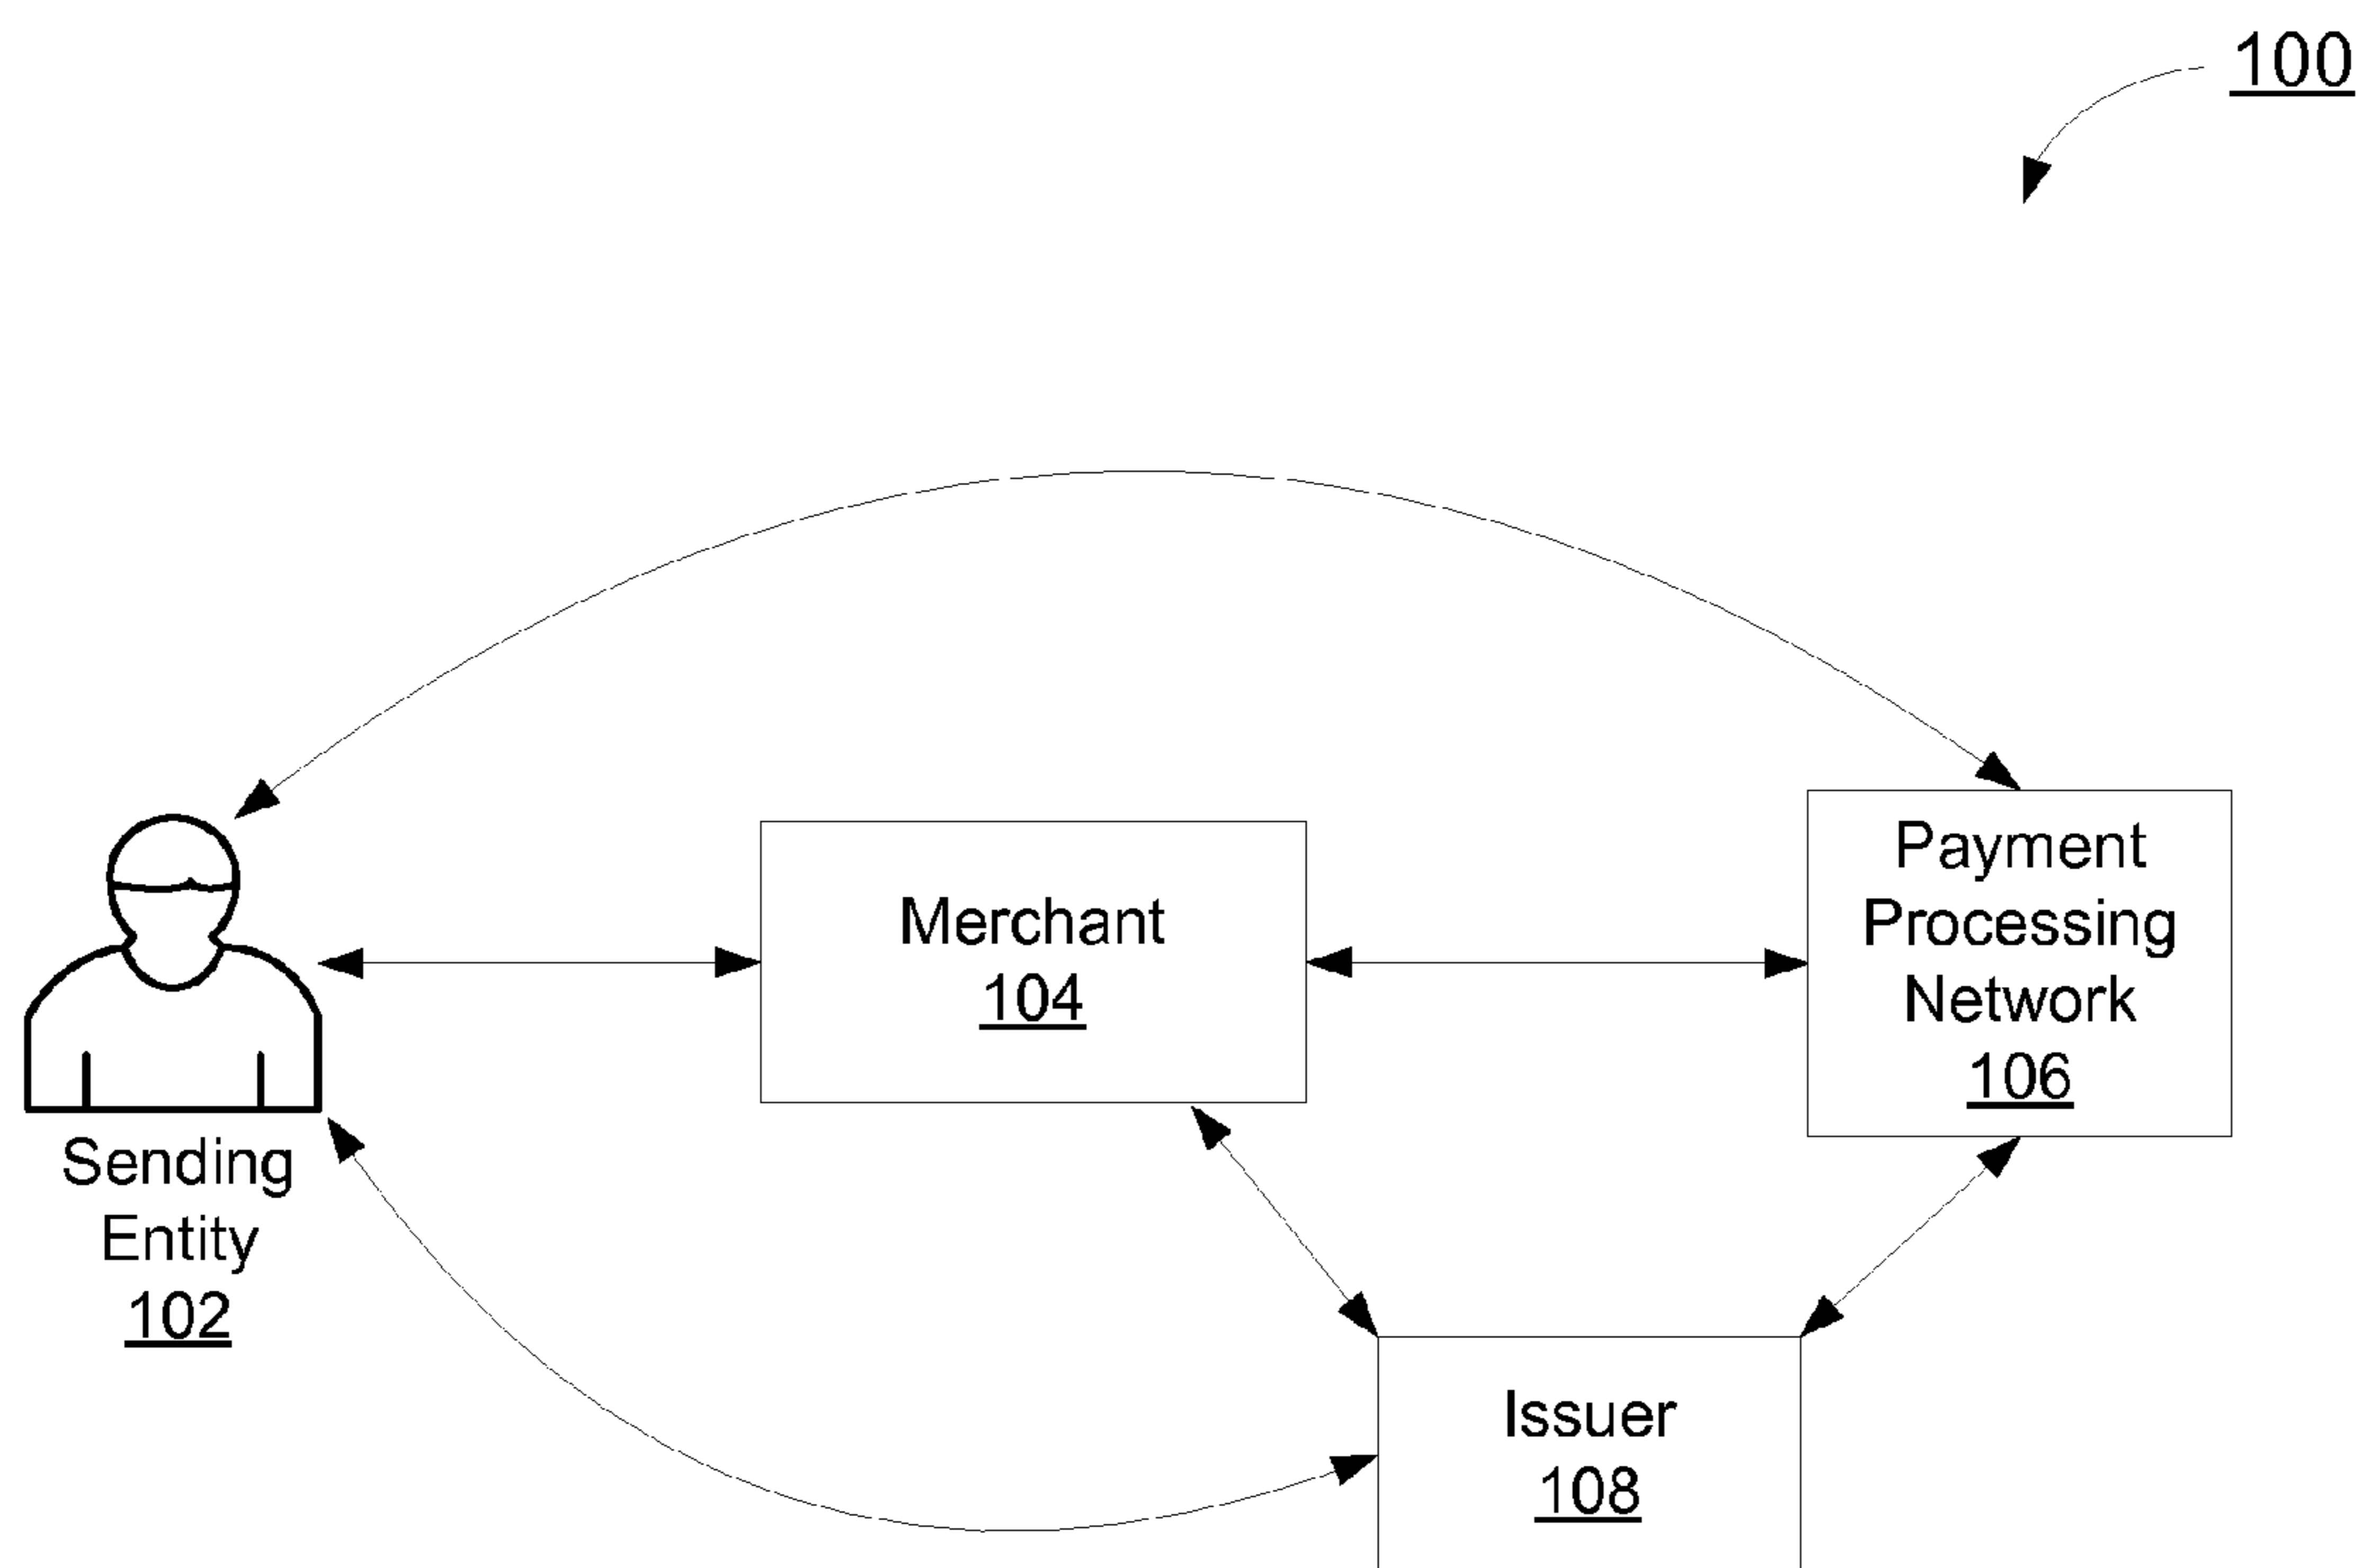 100
Merchant
104
Payment
Processing
Network
106
Sending
Entity
102
Issuer
108